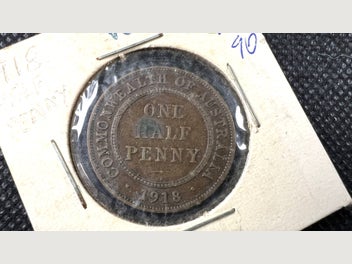 90
COMMONWEALTH OF AUSTRALIA
ONE
HALF
PENNY
1918